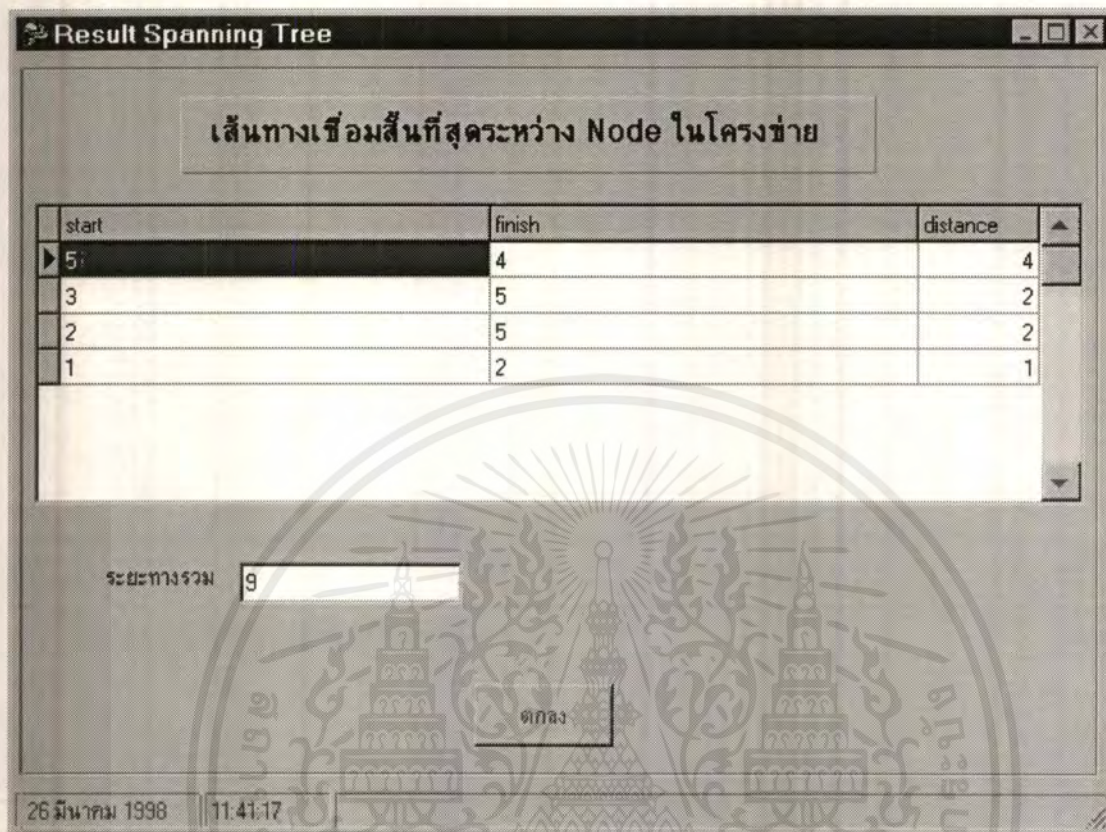 Result Spanning Tree
เส้นทางเชื่อมสั้นที่สุดระหว่าง Node ในโครงข่าย
start finish distance
5 4 4
3 5 2
2 5 2
1 2 1
ระยะทางรวม 9
ตกลง
26 มีนาคม 1998 11:41:17